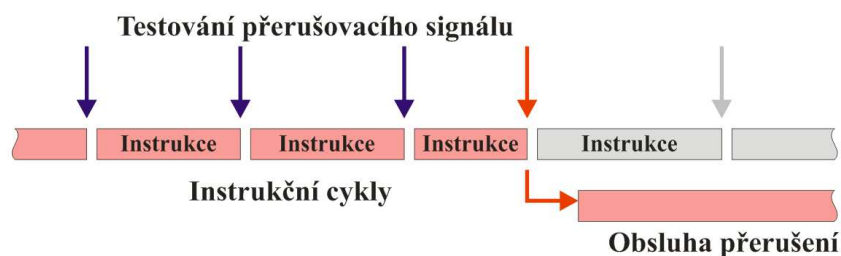 Testování přerušovacího signálu
Instrukce Instrukce Instrukce Instrukce
Instrukční cykly
Obsluha přerušení